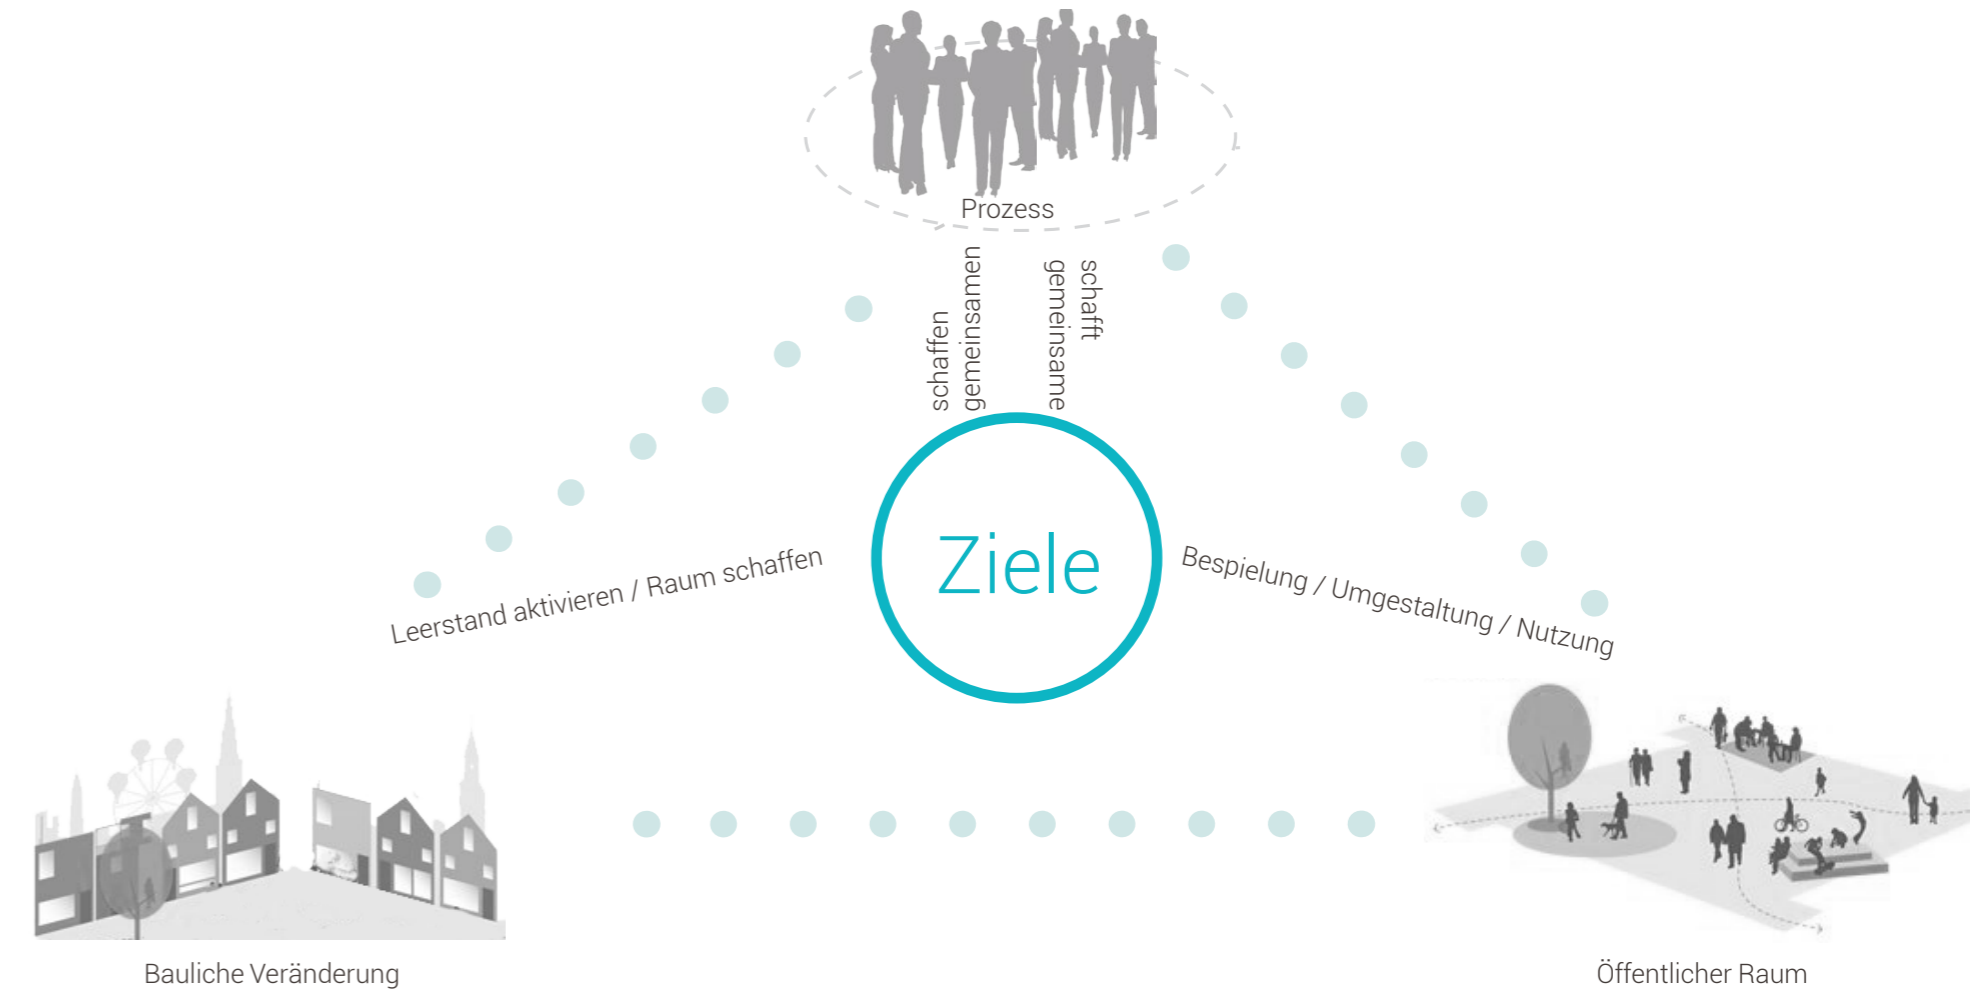 Prozess
schaffen
gemeinsamen
schafft
gemeinsame
Ziele
Leerstand aktivieren / Raum schaffen
Bespielung / Umgestaltung / Nutzung
Bauliche Veränderung
Öffentlicher Raum